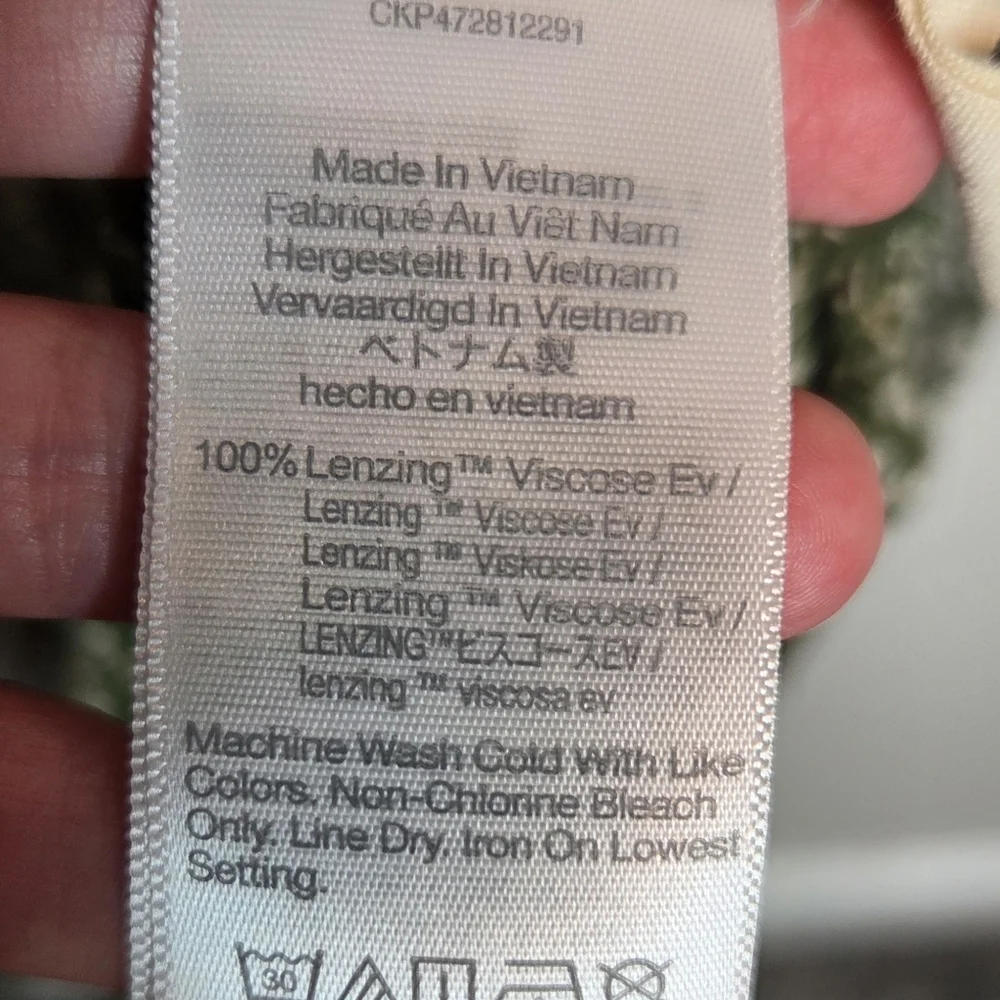 CKP472812291
Made In Vietnam
Fabriqué Au Viêt Nam
Hergestellt In Vietnam
Vervaardigd In Vietnam
ベトナム製
hecho en vietnam
100% Lenzing™ Viscose Ev /
Lenzing ™ Viscose Ev /
Lenzing ™ Viskose Ev /
Lenzing ™ Viscose Ev /
LENZING™ビスコースEV /
lenzing ™ viscosa ev
Machine Wash Cold With Like
Colors. Non-Chlorine Bleach
Only. Line Dry. Iron On Lowest
Setting.
30